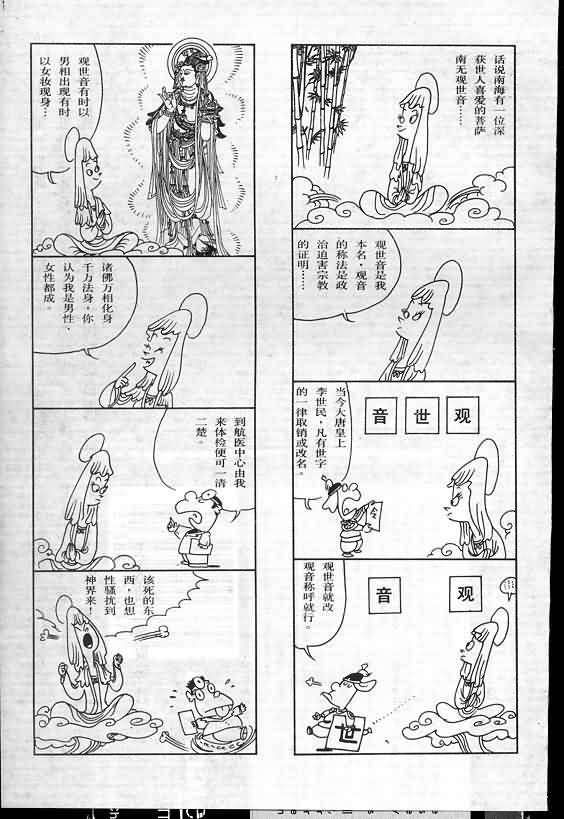 话说南海有一位深
获世人喜爱的菩萨
南无观世音……
观世音是我
本名，观音
的称法是政
治迫害宗教
的证明……
当今大唐皇上
李世民，凡有世字
的一律取销或改名。
观世音
令
观世音就改
观音称呼就行。
观音
世
观世音有时以
男相出现有时
以女妆现身…
诸佛万相化身
千万法身，你
认为我是男性、
女性都成。
到航医中心由我
来体检便可一清
二楚。
该死的东
西，也想
性骚扰到
神界来！